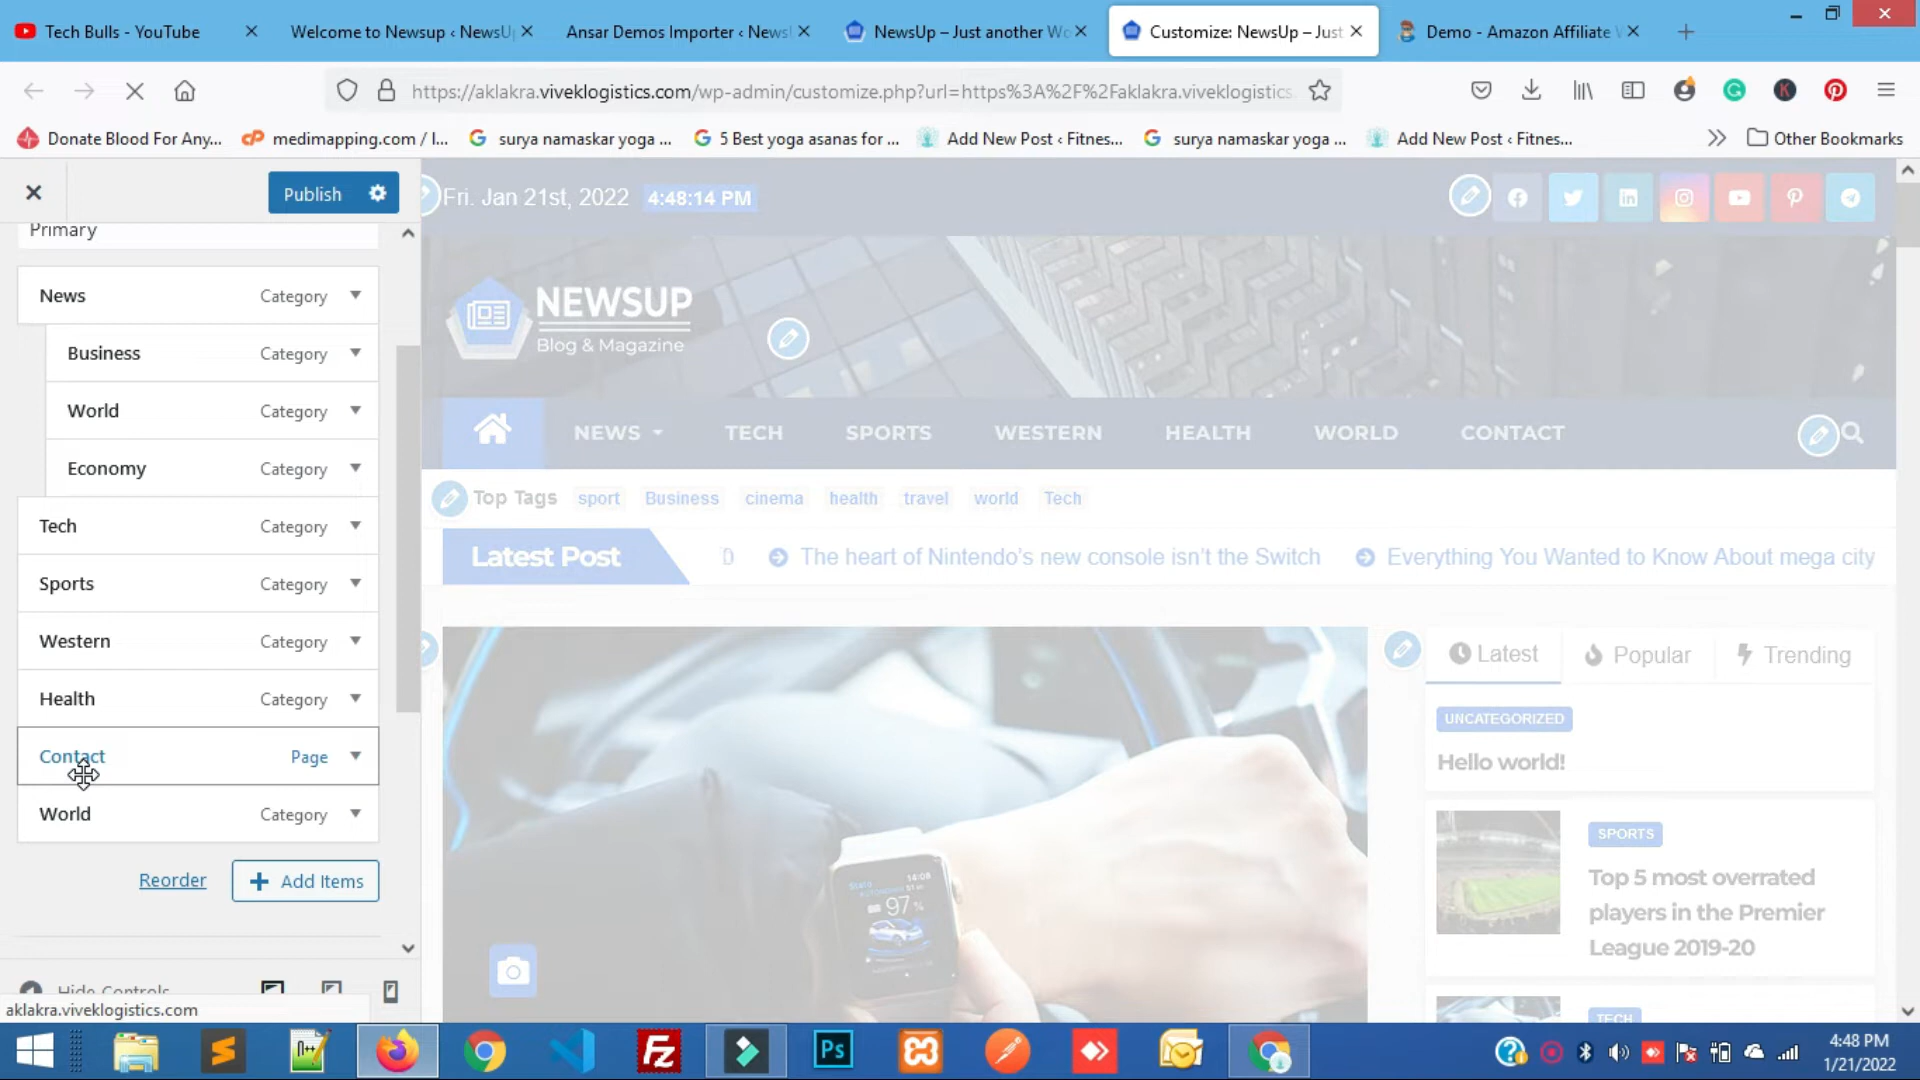 Tech Bulls - YouTube
Welcome to Newsup ‹ NewsU
Ansar Demos Importer ‹ News
NewsUp – Just another Wo
Customize: NewsUp – Just
Demo - Amazon Affiliate
https://aklakra.viveklogistics.com/wp-admin/customize.php?url=https%3A%2F%2Faklakra.viveklogistics.
Donate Blood For Any...
medimapping.com / l...
surya namaskar yoga ...
5 Best yoga asanas for ...
Add New Post ‹ Fitnes...
surya namaskar yoga ...
Add New Post ‹ Fitnes...
Other Bookmarks
Publish
Primary
News Category
Business Category
World Category
Economy Category
Tech Category
Sports Category
Western Category
Health Category
Contact Page
World Category
Reorder
Add Items
Hide Controls
aklakra.viveklogistics.com
Fri. Jan 21st, 2022 4:48:14 PM
NEWSUP
Blog & Magazine
NEWS TECH SPORTS WESTERN HEALTH WORLD CONTACT
Top Tags sport Business cinema health travel world Tech
Latest Post
The heart of Nintendo's new console isn't the Switch
Everything You Wanted to Know About mega city
Latest Popular Trending
UNCATEGORIZED
Hello world!
SPORTS
Top 5 most overrated
players in the Premier
League 2019-20
TECH
14:08
97%
Ps
4:48 PM
1/21/2022